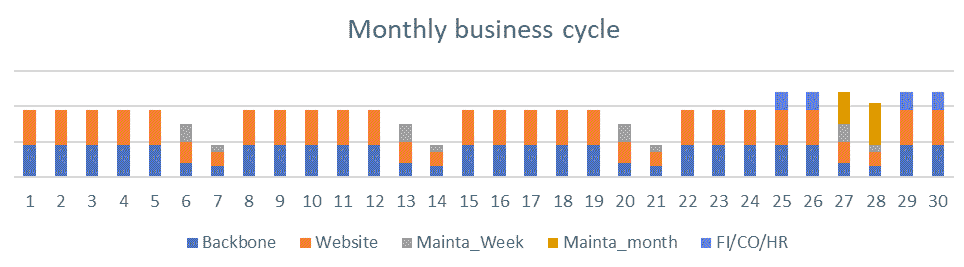 Monthly business cycle
1 2 3 4 5 6 7 8 9 10 11 12 13 14 15 16 17 18 19 20 21 22 23 24 25 26 27 28 29 30
Backbone Website Mainta_Week Mainta_month FI/CO/HR